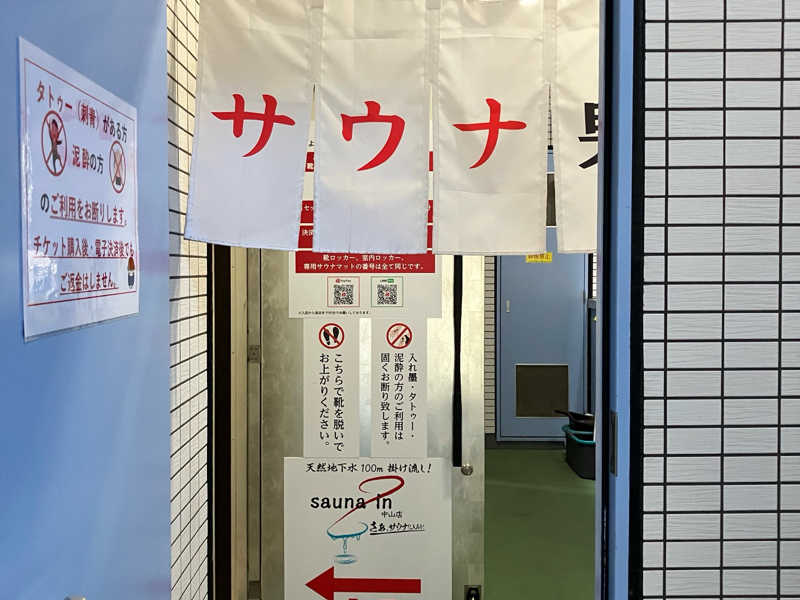 サウナ
男
タトゥー(刺青)がある方
泥酔の方
のご利用をお断りします。
チケット購入後・電子決済後でも
ご返金はしません。
靴ロッカー、室内ロッカー、
専用サウナマットの番号は全て同じです。
こちらで靴を脱いで
お上がりください。
入れ墨・タトゥー・
泥酔の方のご利用は
固くお断り致します。
天然地下水100m 掛け流し!
sauna in
中山店
さあ、サウナに入ろう!